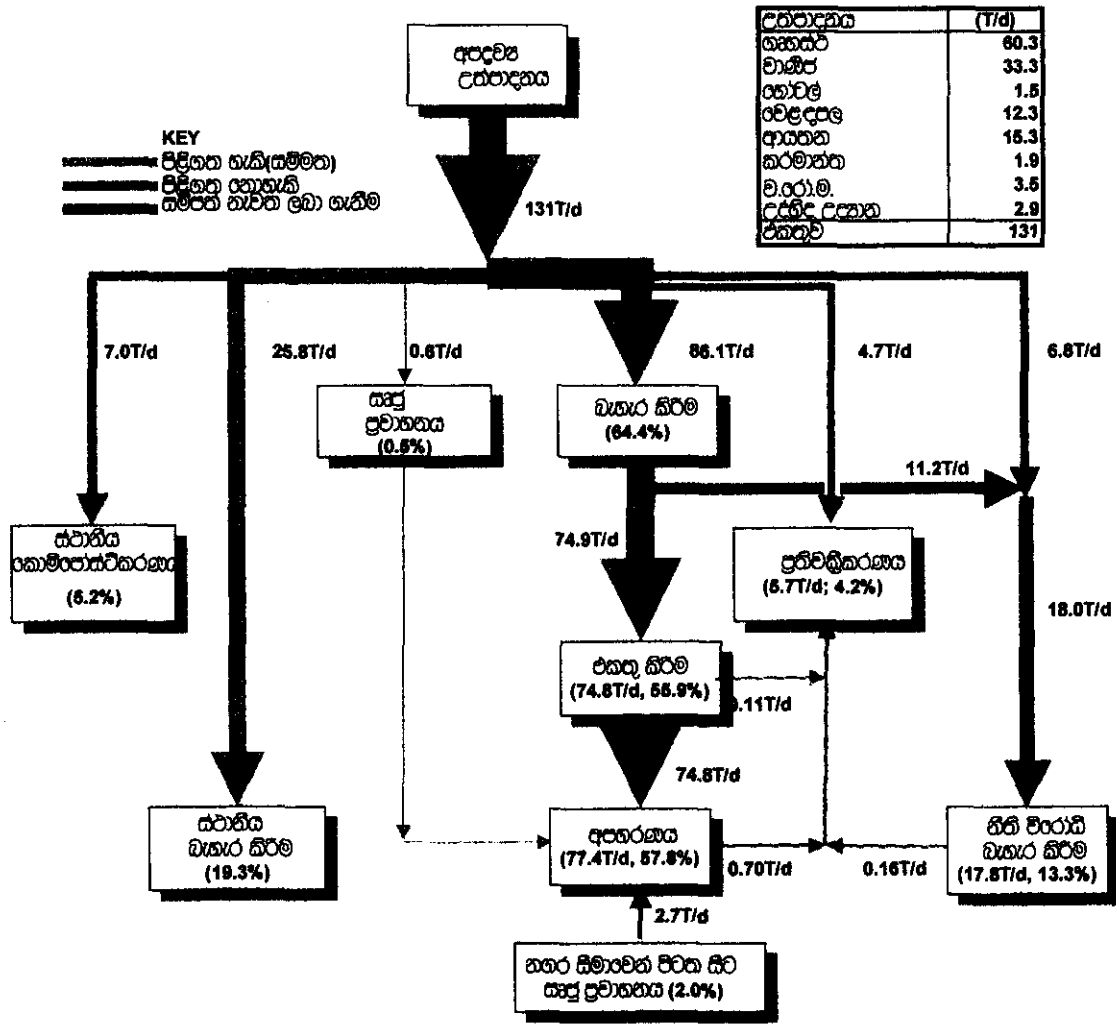 අපද්‍රව්‍ය
උත්පාදනය
උත්පාදනය (T/d)
ගෘහස්ථ 60.3
වාණිජ 33.3
හෝටල් 1.5
වෙළඳපල 12.3
ආයතන 15.3
කර්මාන්ත 1.9
ව.රෝ.ම. 3.5
උද්භිද උද්‍යාන 2.9
එකතුව 131
KEY
පිළිගත හැකි(සම්මත)
පිළිගත නොහැකි
සම්පත් නැවත ලබා ගැනීම
131T/d
7.0T/d
25.8T/d
0.6T/d
86.1T/d
4.7T/d
6.8T/d
සෘජු
ප්‍රවාහනය
(0.5%)
බැහැර කිරීම
(64.4%)
11.2T/d
ස්ථානීය
කොම්පෝස්ට්කරණය
(5.2%)
74.9T/d
ප්‍රතිචක්‍රීකරණය
(5.7T/d; 4.2%)
18.0T/d
එකතු කිරීම
(74.8T/d, 55.9%)
0.11T/d
74.8T/d
ස්ථානීය
බැහැර කිරීම
(19.3%)
අපහරණය
(77.4T/d, 57.8%)
0.70T/d
0.16T/d
නීති විරෝධී
බැහැර කිරීම
(17.8T/d, 13.3%)
2.7T/d
නගර සීමාවෙන් පිටත සිට
සෘජු ප්‍රවාහනය (2.0%)